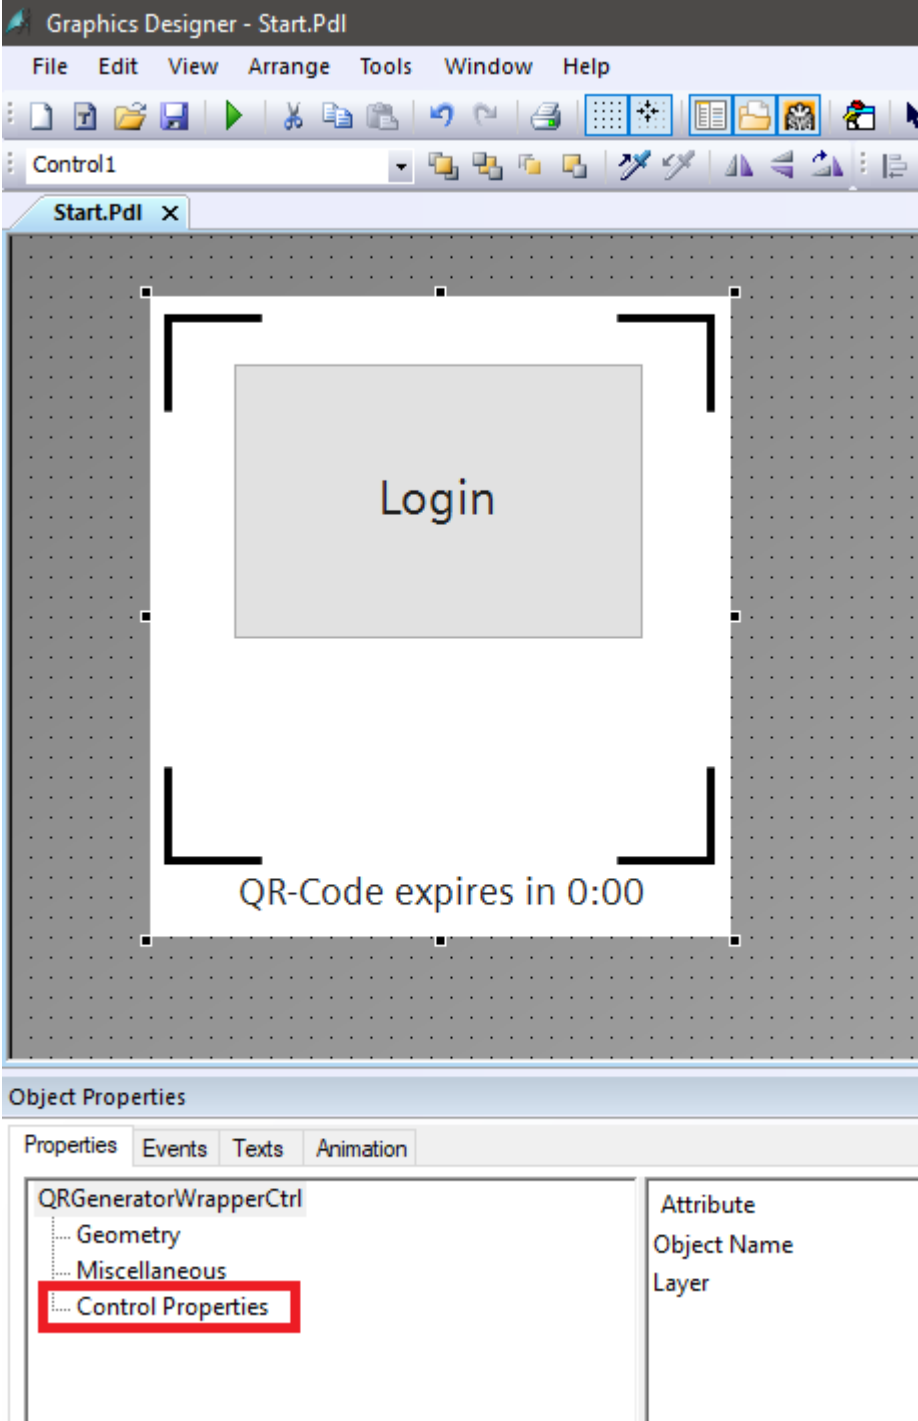 Graphics Designer - Start.Pdl
File Edit View Arrange Tools Window Help
Control1
Start.Pdl
Login
QR-Code expires in 0:00
Object Properties
Properties Events Texts Animation
QRGeneratorWrapperCtrl
Attribute
Geometry
Object Name
Miscellaneous
Layer
Control Properties